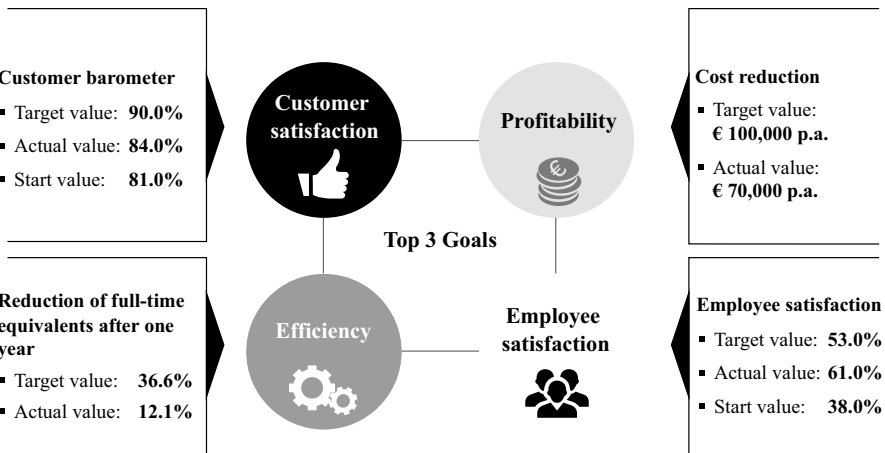 Customer barometer
▪ Target value: 90.0%
▪ Actual value: 84.0%
▪ Start value: 81.0%
Customer
satisfaction
Profitability
€
Cost reduction
▪ Target value:
€ 100,000 p.a.
▪ Actual value:
€ 70,000 p.a.
Top 3 Goals
Reduction of full-time
equivalents after one
year
▪ Target value: 36.6%
▪ Actual value: 12.1%
Efficiency
Employee
satisfaction
Employee satisfaction
▪ Target value: 53.0%
▪ Actual value: 61.0%
▪ Start value: 38.0%